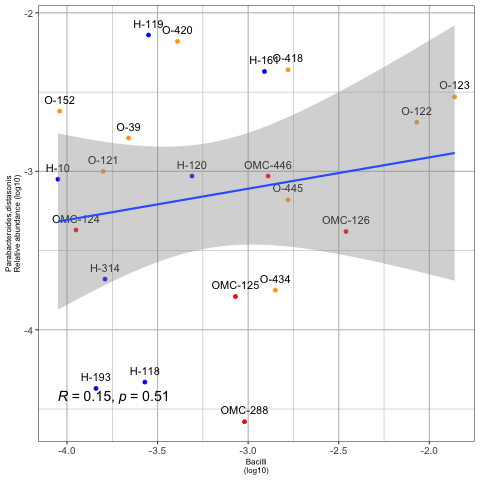 -2
H-119
O-420
H-161
O-418
O-123
O-152
O-122
O-39
-3
H-10
O-121
H-120
OMC-446
O-445
OMC-124
OMC-126
H-314
O-434
OMC-125
-4
H-193
H-118
R = 0.15, p = 0.51
OMC-288
-4.0
-3.5
-3.0
-2.5
-2.0
Bacilli
(log10)
Parabacteroides.distasonis
Relative abundance (log10)